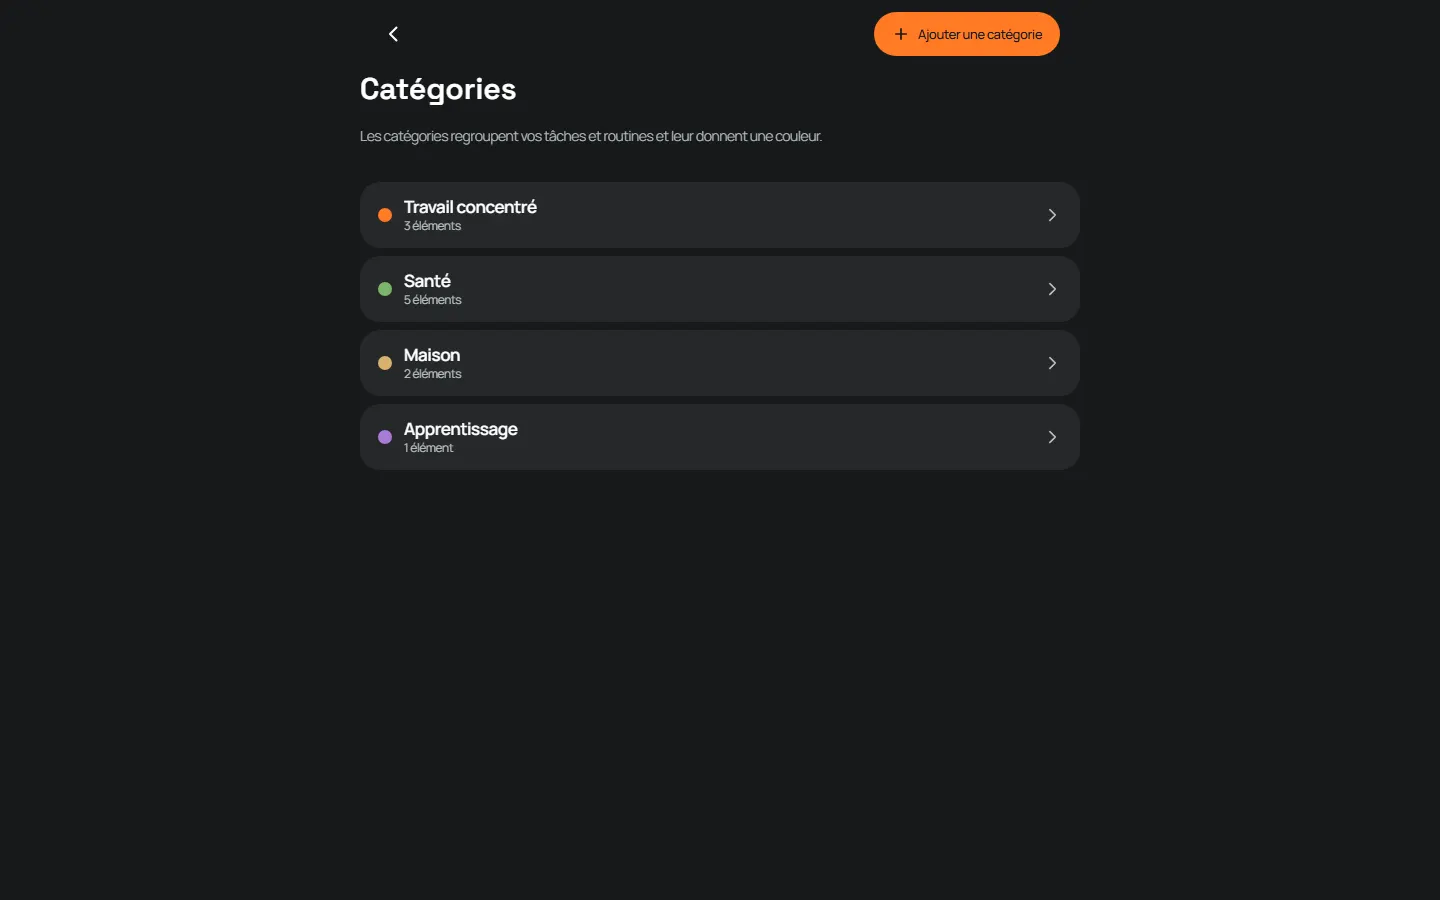 Ajouter une catégorie
Catégories
Les catégories regroupent vos tâches et routines et leur donnent une couleur.
Travail concentré
3 éléments
Santé
5 éléments
Maison
2 éléments
Apprentissage
1 élément